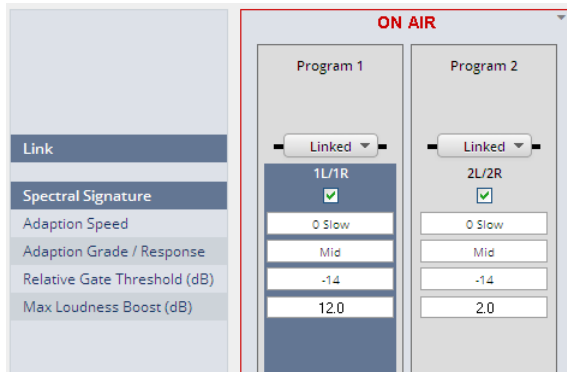 ON AIR
Program 1 Program 2
Link Linked Linked
1L/1R 2L/2R
Spectral Signature
Adaption Speed 0 Slow 0 Slow
Adaption Grade / Response Mid Mid
Relative Gate Threshold (dB) -14 -14
Max Loudness Boost (dB) 12.0 2.0